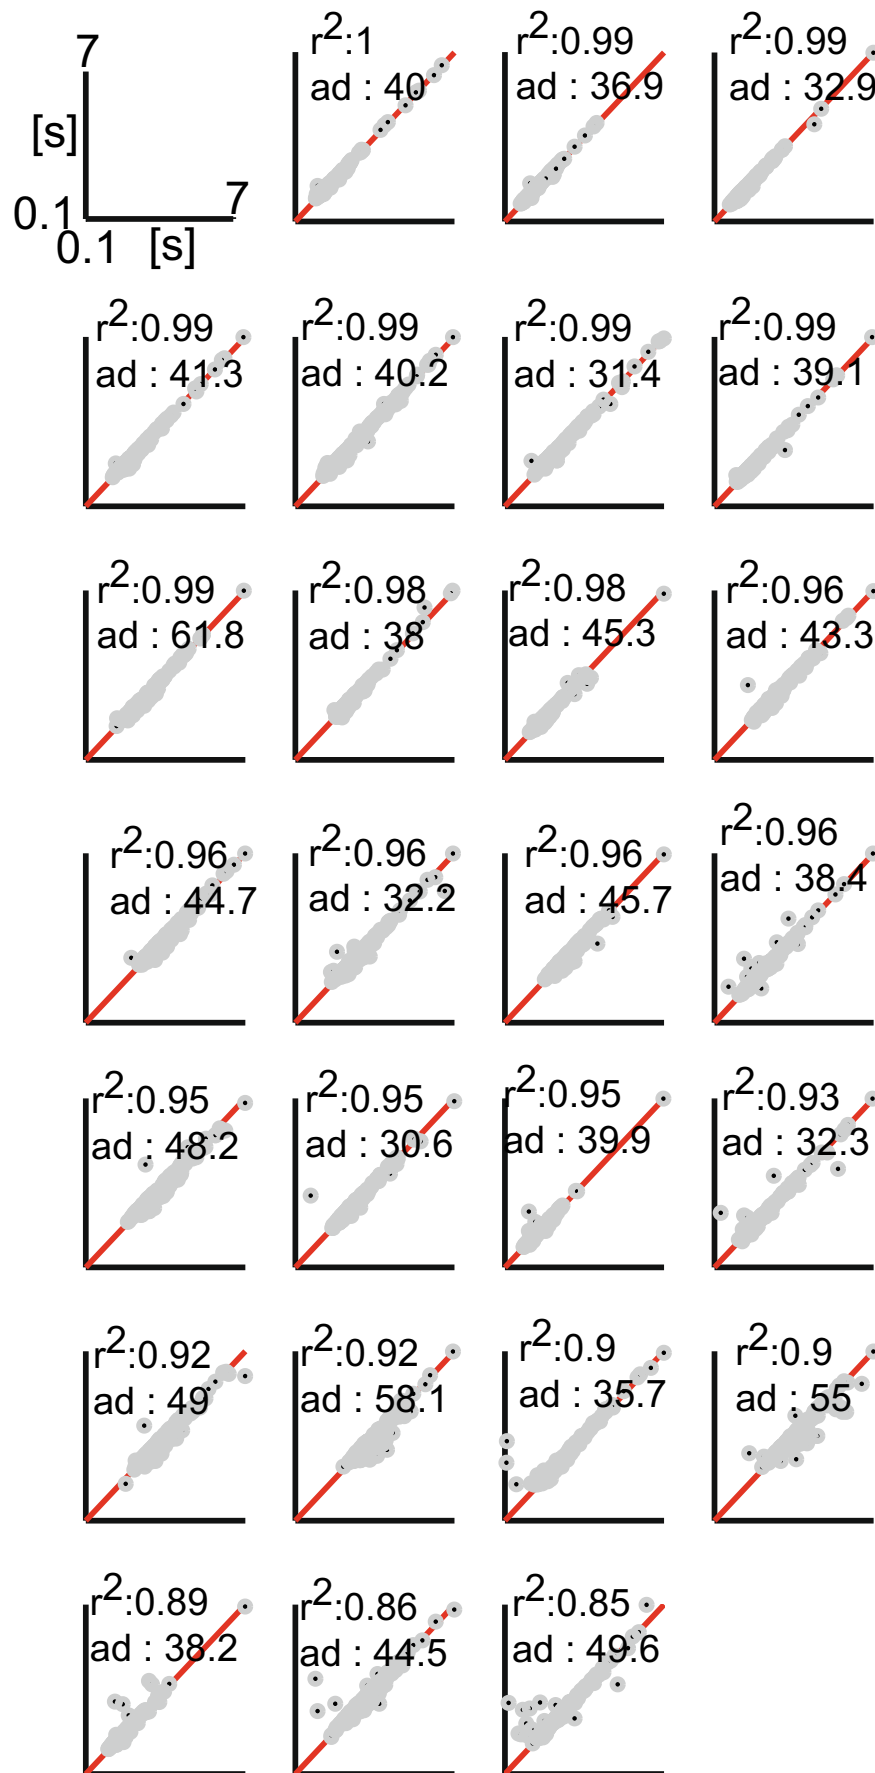 7
[s]
0.1
7
0.1 [s]
r2:1
ad : 40
r2:0.99
ad : 36.9
r2:0.99
ad : 32.9
r2:0.99
ad : 41.3
r2:0.99
ad : 40.2
r2:0.99
ad : 31.4
r2:0.99
ad : 39.1
r2:0.99
ad : 61.8
r2:0.98
ad : 38
r2:0.98
ad : 45.3
r2:0.96
ad : 43.3
r2:0.96
ad : 44.7
r2:0.96
ad : 32.2
r2:0.96
ad : 45.7
r2:0.96
ad : 38.4
r2:0.95
ad : 48.2
r2:0.95
ad : 30.6
r2:0.95
ad : 39.9
r2:0.93
ad : 32.3
r2:0.92
ad : 49
r2:0.92
ad : 58.1
r2:0.9
ad : 35.7
r2:0.9
ad : 55
r2:0.89
ad : 38.2
r2:0.86
ad : 44.5
r2:0.85
ad : 49.6